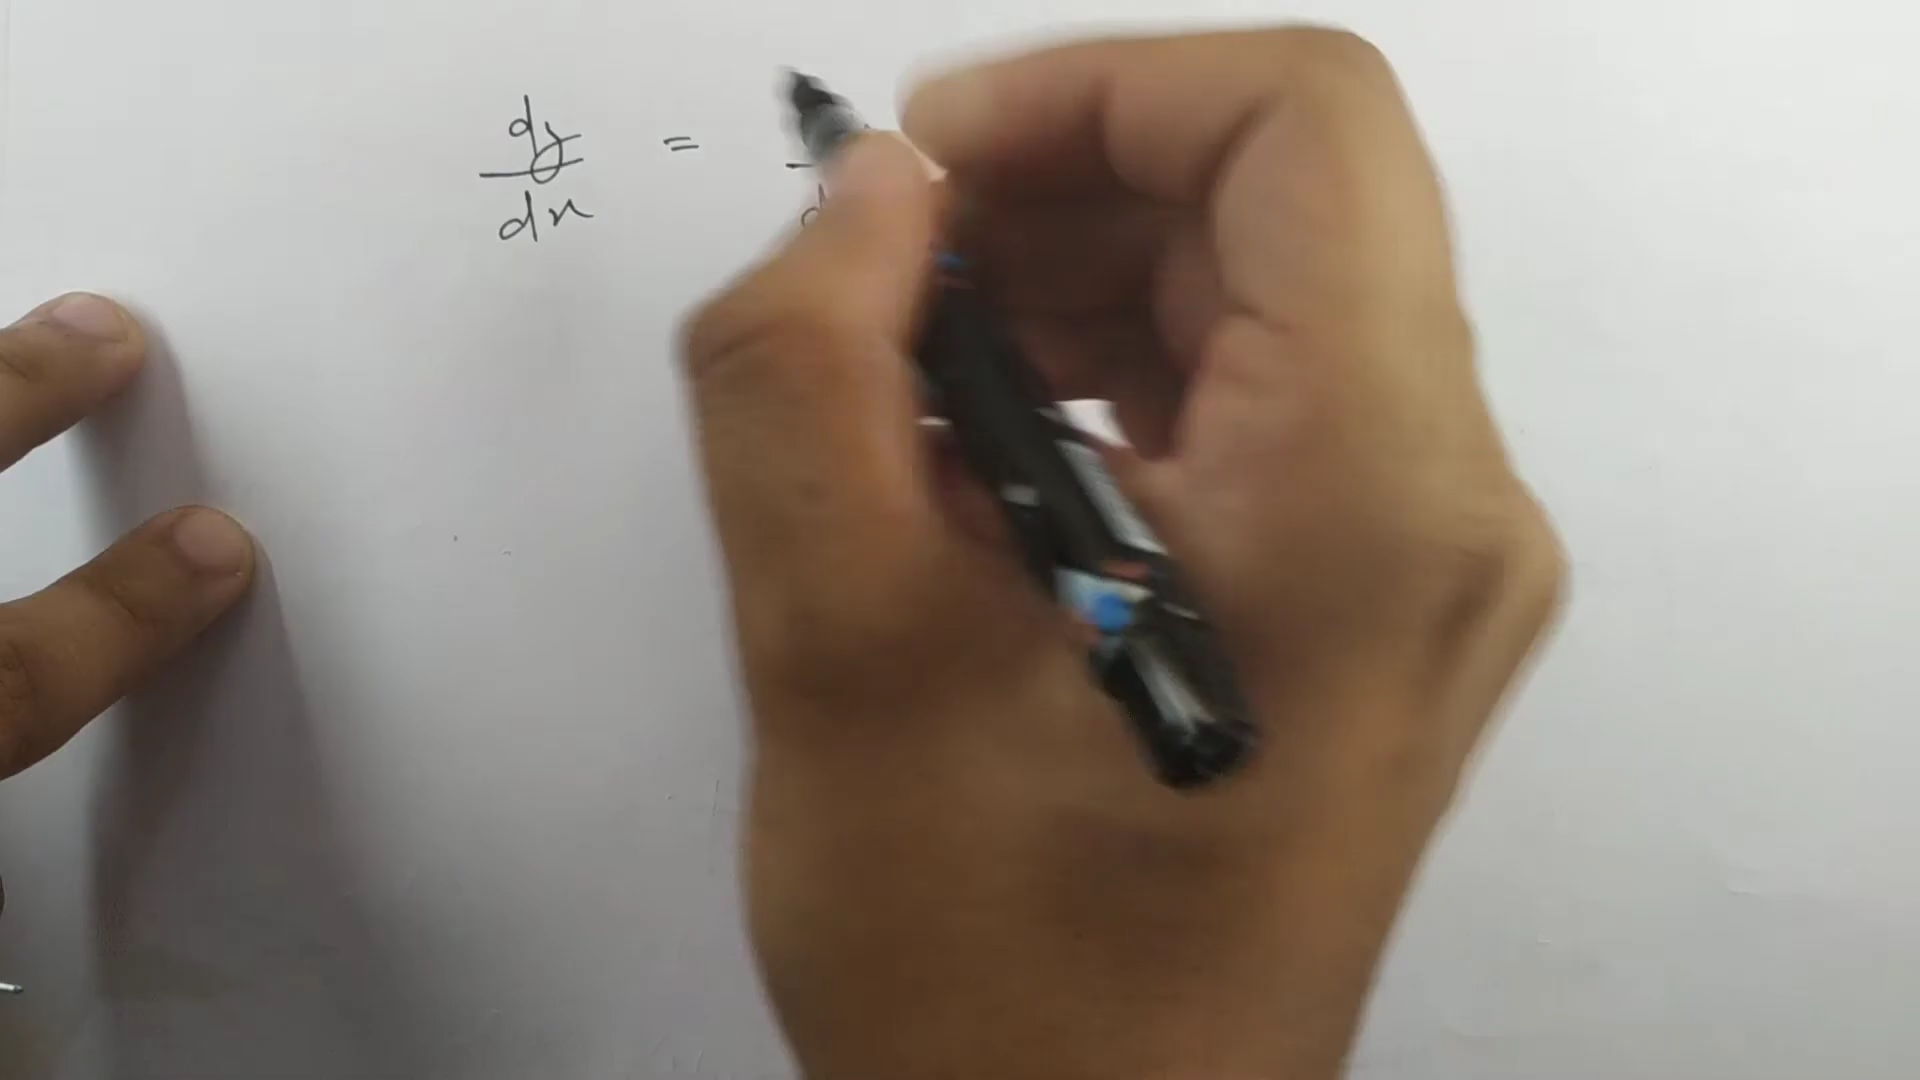 dy/dx = d